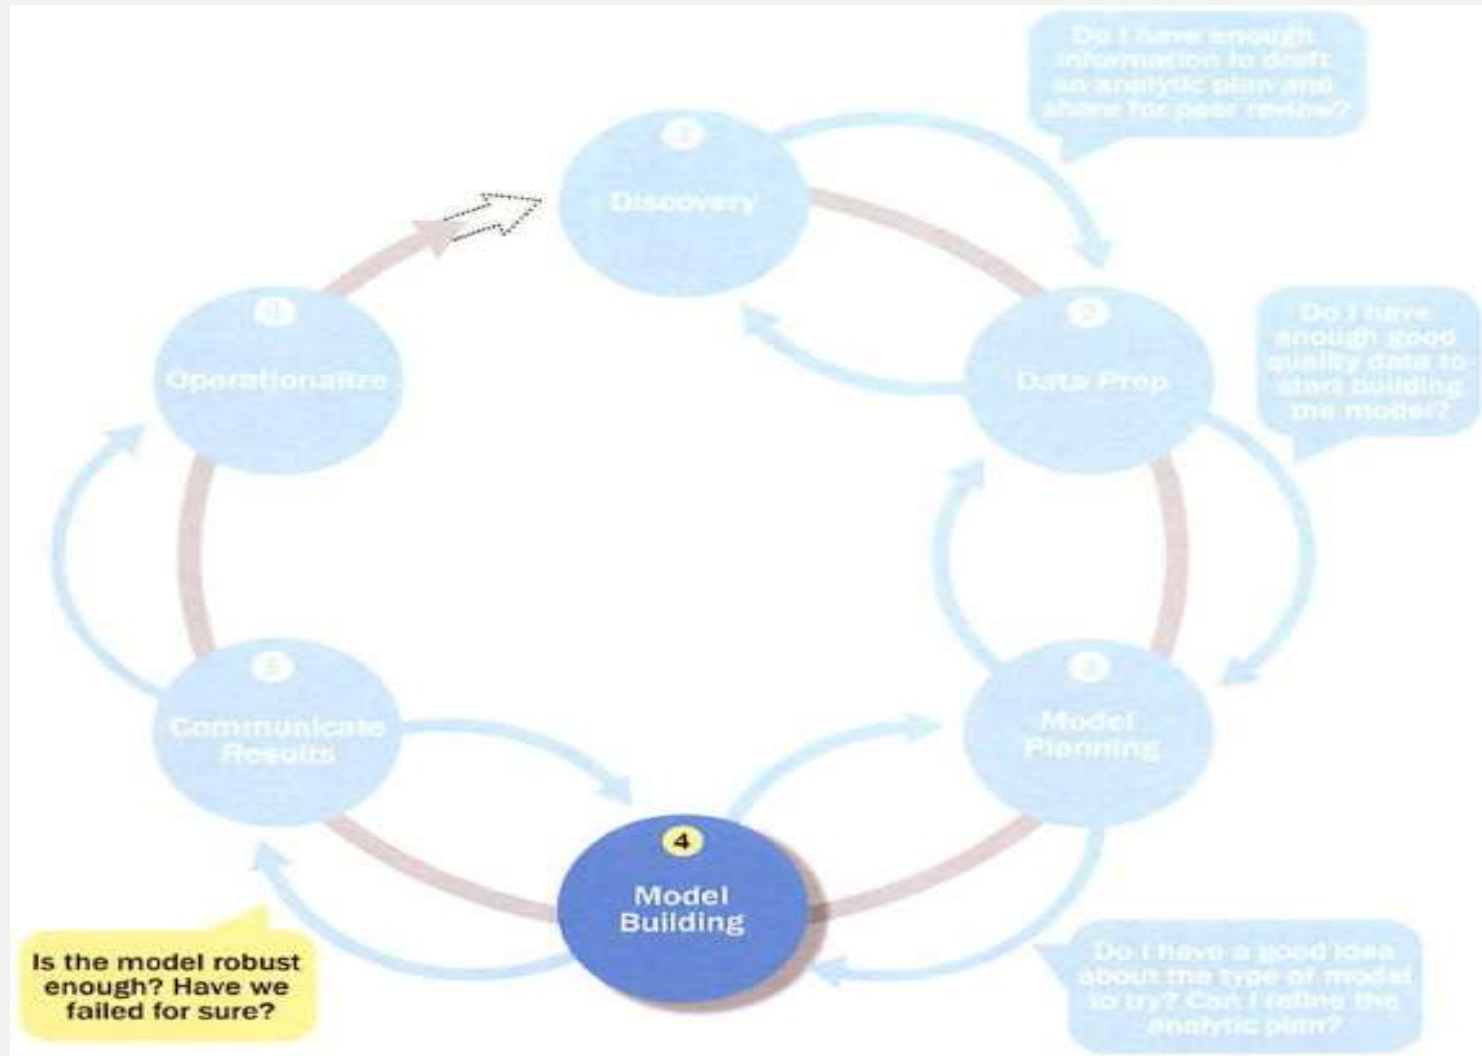 Do I have enough
information to draft
an analytic plan and
share for peer review?
Discovery
2
Data Prep
Do I have
enough good
quality data to
start building
the model?
3
Model
Planning
Do I have a good idea
about the type of model
to try? Can I refine the
analytic plan?
4
Model
Building
Is the model robust
enough? Have we
failed for sure?
5
Communicate
Results
Operationalize